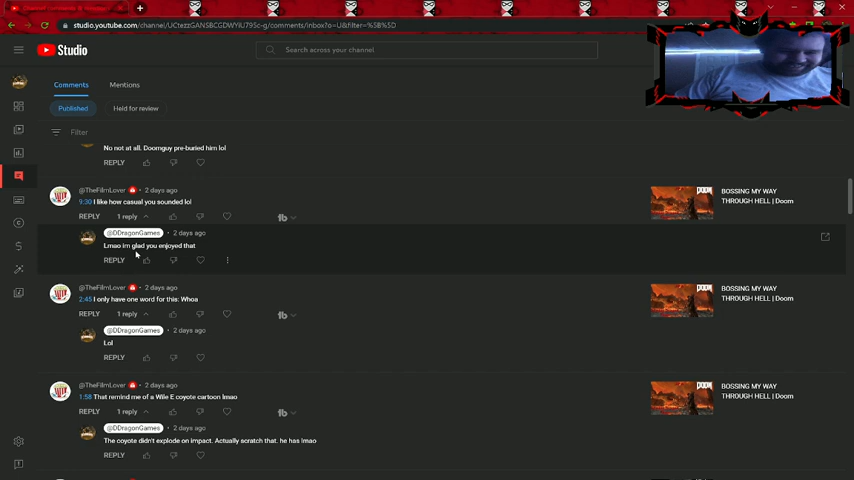 Channel comments &
studio.youtube.com/channel/UCtezzGANSBCGDWYiU79Sc-g/comments/inbox?o=U&filter=%5B%5D
Studio
Search across your channel
Comments
Mentions
Published
Held for review
Filter
No not at all. Doomguy pre-buried him lol
REPLY
@TheFilmLover
2 days ago
9:30 I like how casual you sounded lol
REPLY
1 reply
BOSSING MY WAY
THROUGH HELL | Doom
@DDragonGames
2 days ago
Lmao im glad you enjoyed that
REPLY
@TheFilmLover
2 days ago
2:45 I only have one word for this: Whoa
REPLY
1 reply
BOSSING MY WAY
THROUGH HELL | Doom
@DDragonGames
2 days ago
Lol
REPLY
@TheFilmLover
2 days ago
1:58 That remind me of a Wile E coyote cartoon lmao
REPLY
1 reply
BOSSING MY WAY
THROUGH HELL | Doom
@DDragonGames
2 days ago
The coyote didn't explode on impact. Actually scratch that. he has lmao
REPLY